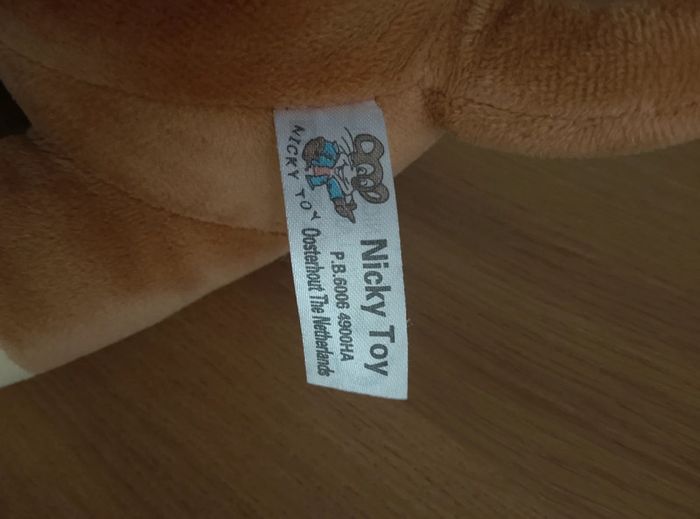 NICKY TOY
Nicky Toy
P.B.6006 4900HA
Oosterhout The Netherlands